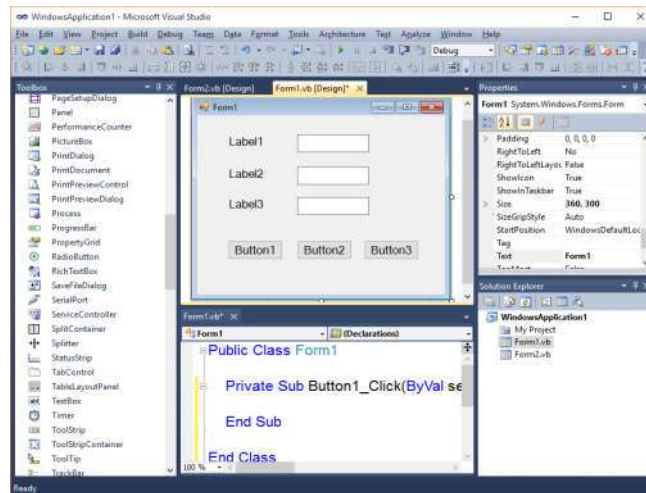 WindowsApplication1 - Microsoft Visual Studio
File Edit View Project Build Debug Team Data Format Tools Architecture Test Analyze Window Help
Debug
Toolbox
PageSetupDialog
Panel
PerformanceCounter
PictureBox
PrintDialog
PrintDocument
PrintPreviewControl
PrintPreviewDialog
Process
ProgressBar
PropertyGrid
RadioButton
RichTextBox
SaveFileDialog
SerialPort
ServiceController
SplitContainer
Splitter
StatusStrip
TabControl
TableLayoutPanel
TextBox
Timer
ToolStrip
ToolStripContainer
ToolTip
TrackBar
Form2.vb [Design] Form1.vb [Design]*
Form1
Label1
Label2
Label3
Button1 Button2 Button3
Form1.vb*
Form1 (Declarations)
Public Class Form1
Private Sub Button1_Click(ByVal se
End Sub
End Class
100 %
Properties
Form1 System.Windows.Forms.Form
Padding 0, 0, 0, 0
RightToLeft No
RightToLeftLayou False
ShowIcon True
ShowInTaskbar True
Size 360, 300
SizeGripStyle Auto
StartPosition WindowsDefaultLoc
Tag
Text Form1
Solution Explorer
WindowsApplication1
My Project
Form1.vb
Form2.vb
Ready